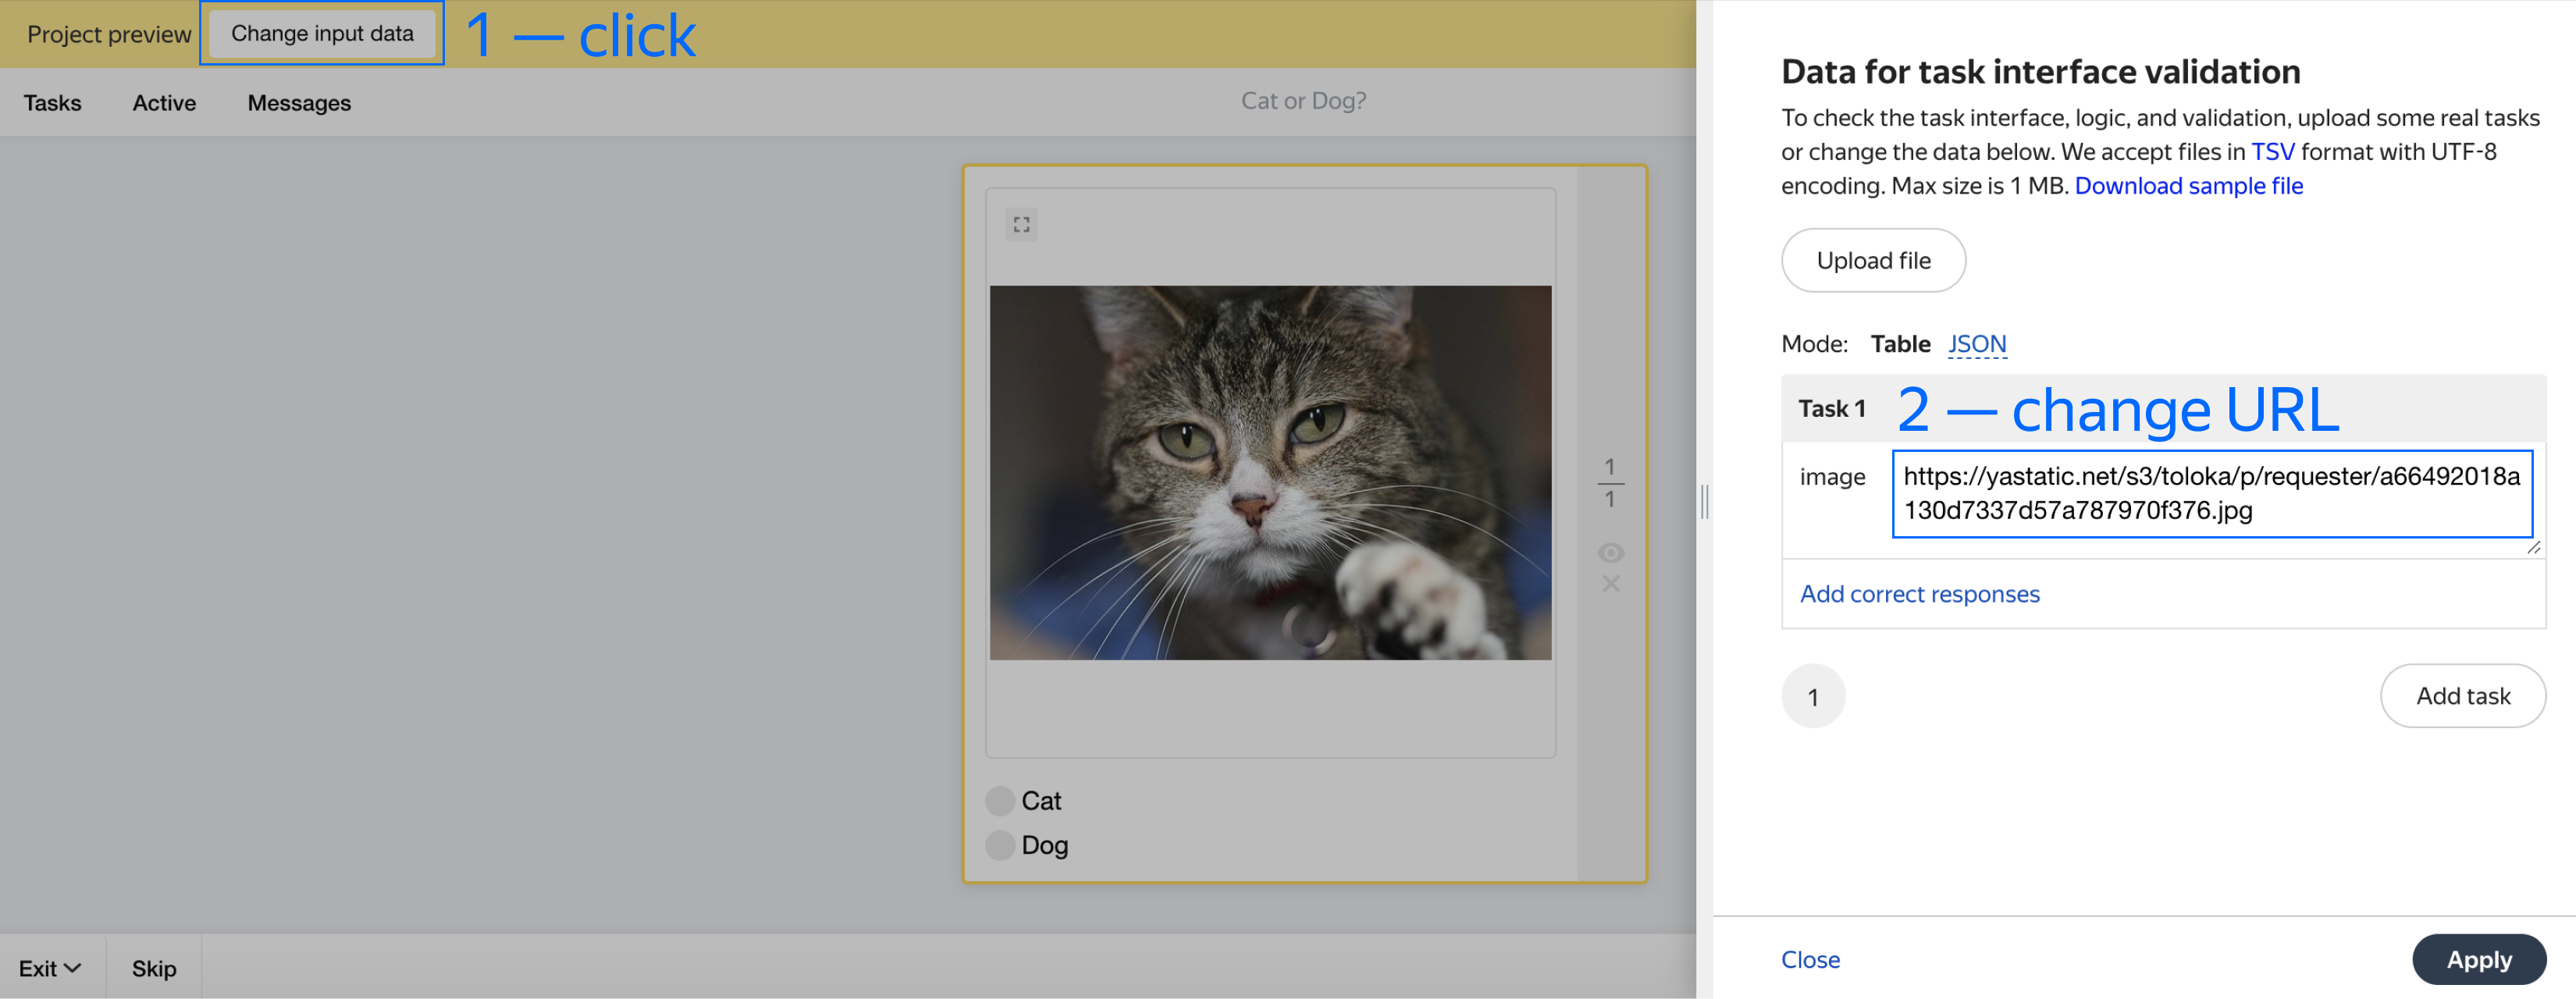 Project preview
Change input data
1 — click
Tasks
Active
Messages
Cat or Dog?
1
1
Cat
Dog
Exit
Skip
Data for task interface validation
To check the task interface, logic, and validation, upload some real tasks
or change the data below. We accept files in TSV format with UTF-8
encoding. Max size is 1 MB. Download sample file
Upload file
Mode: Table JSON
Task 1
2 — change URL
image
https://yastatic.net/s3/toloka/p/requester/a66492018a
130d7337d57a787970f376.jpg
Add correct responses
1
Add task
Close
Apply